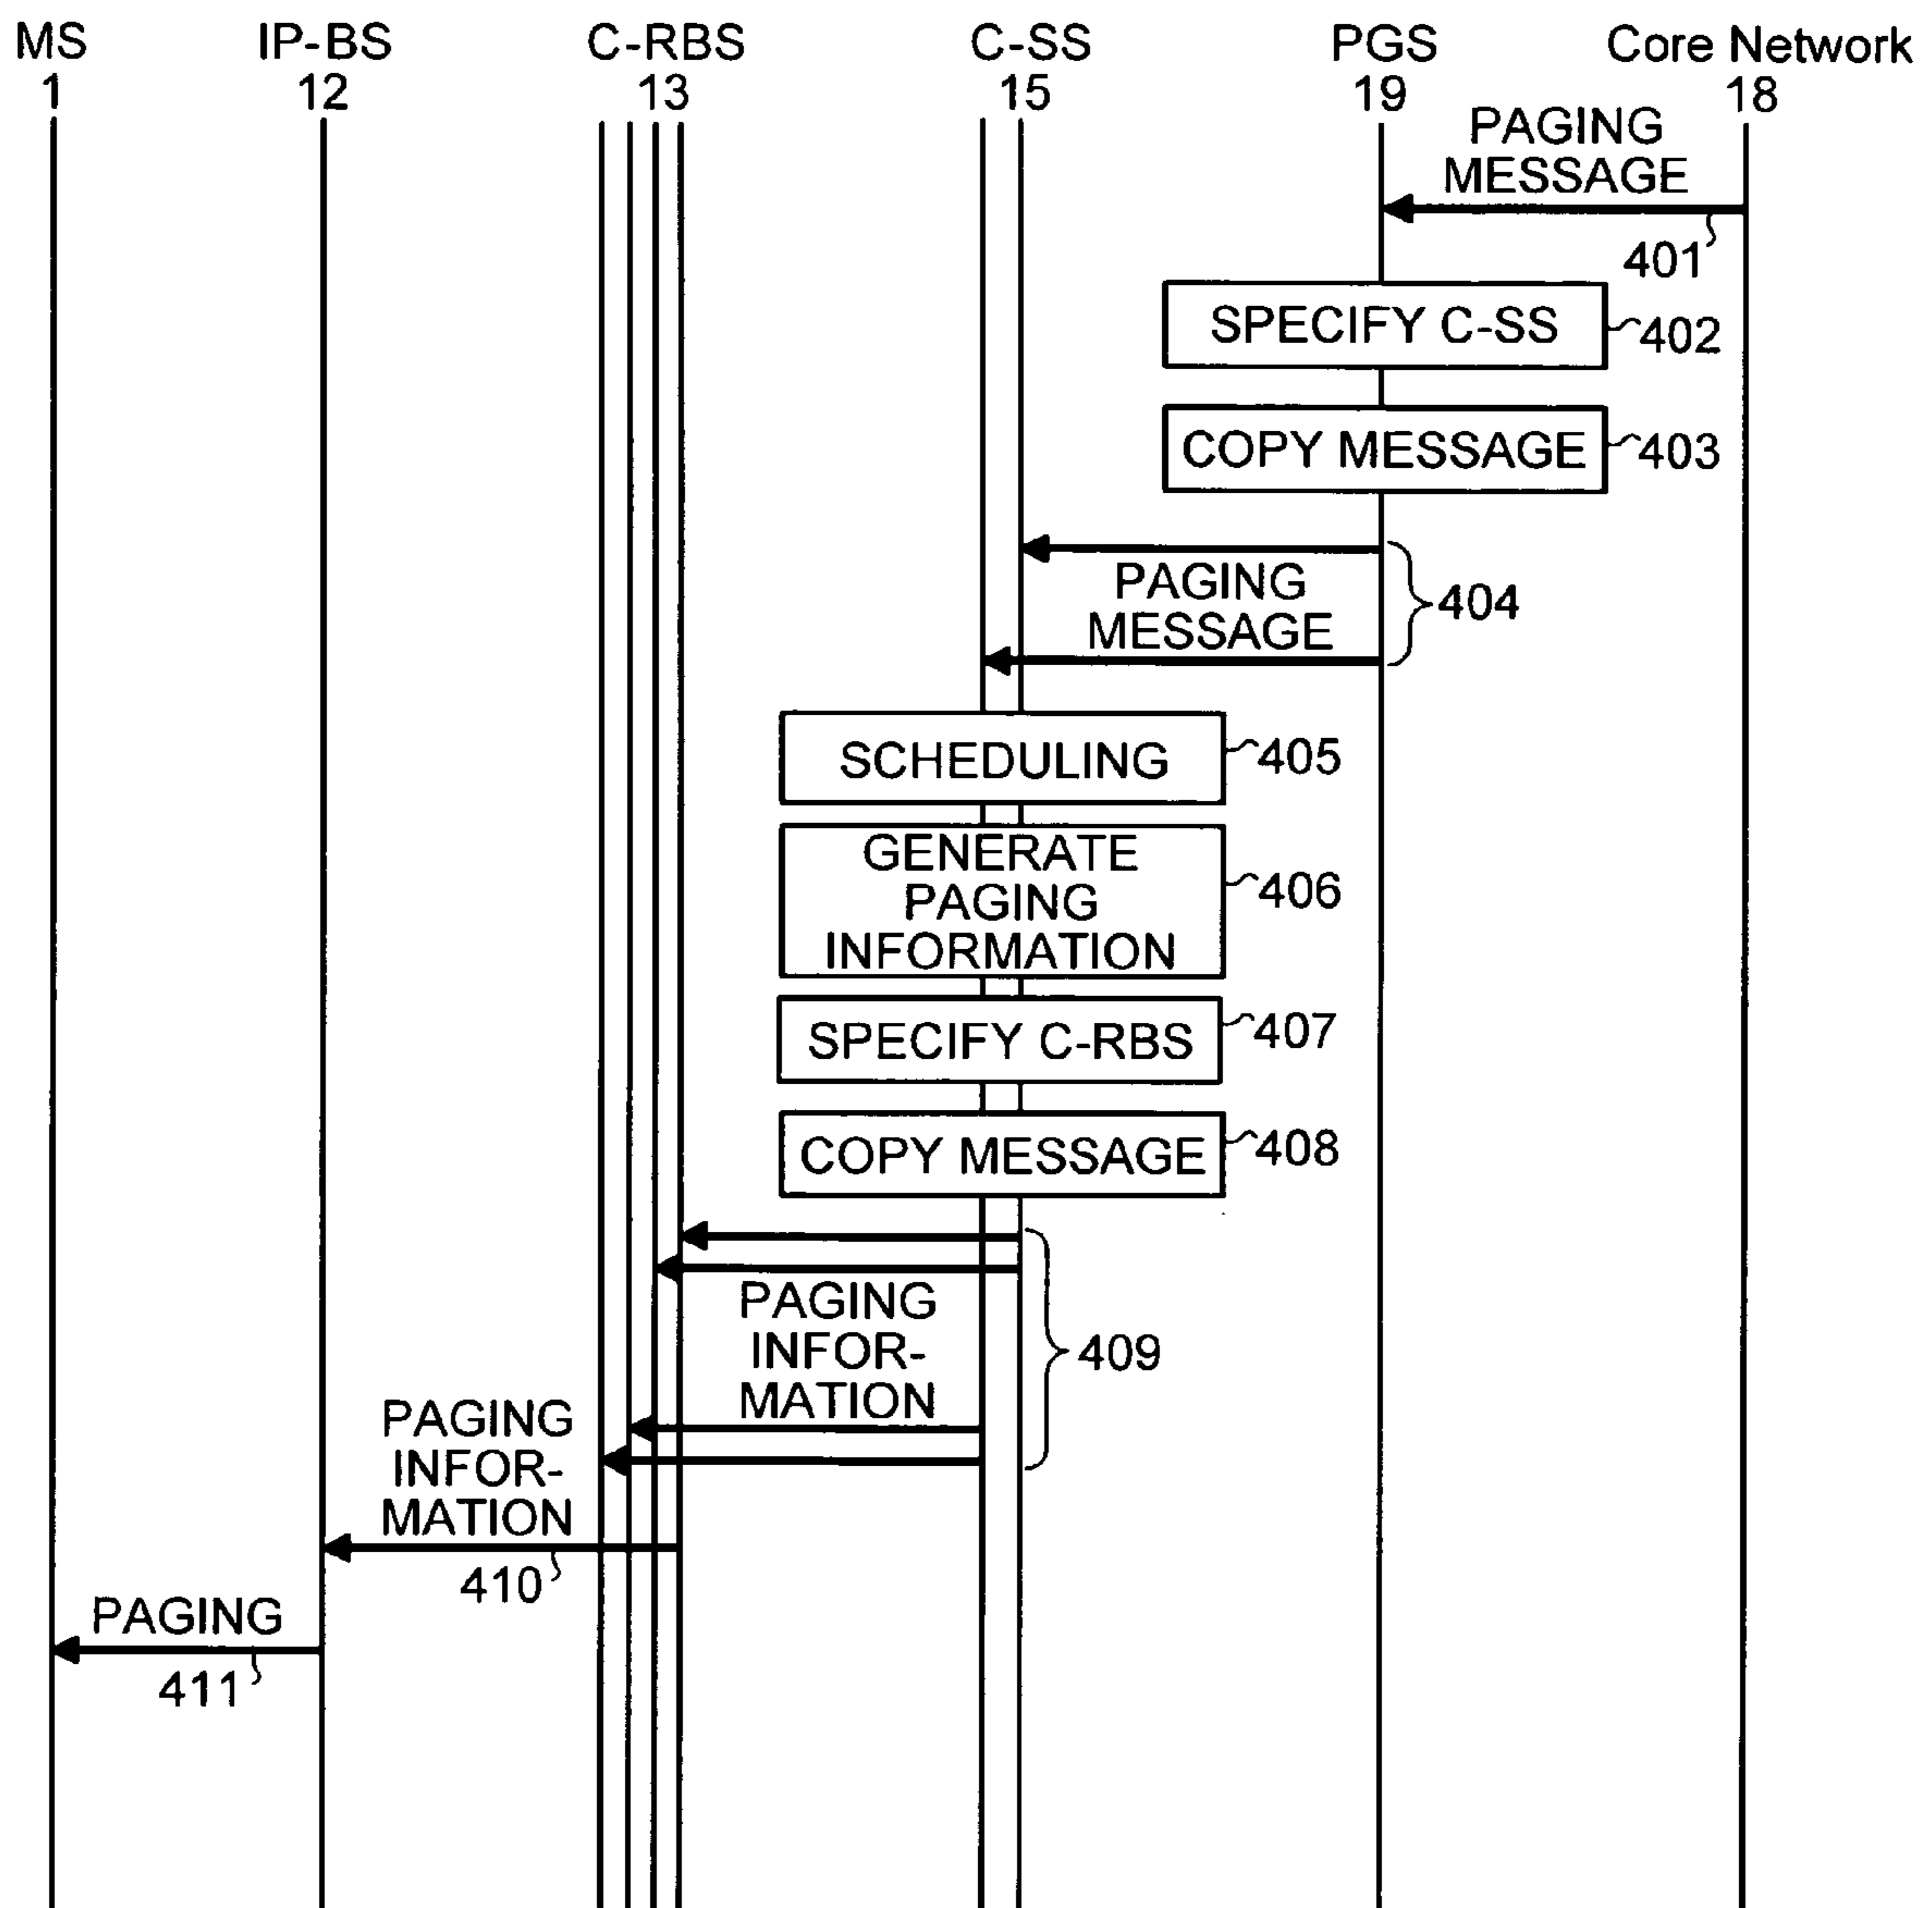 MS
1
IP-BS
12
C-RBS
13
C-SS
15
PGS
19
Core Network
18
PAGING
MESSAGE
401
SPECIFY C-SS
402
COPY MESSAGE
403
PAGING
MESSAGE
404
SCHEDULING
405
GENERATE
PAGING
INFORMATION
406
SPECIFY C-RBS
407
COPY MESSAGE
408
PAGING
INFOR-
MATION
409
PAGING
INFOR-
MATION
410
PAGING
411